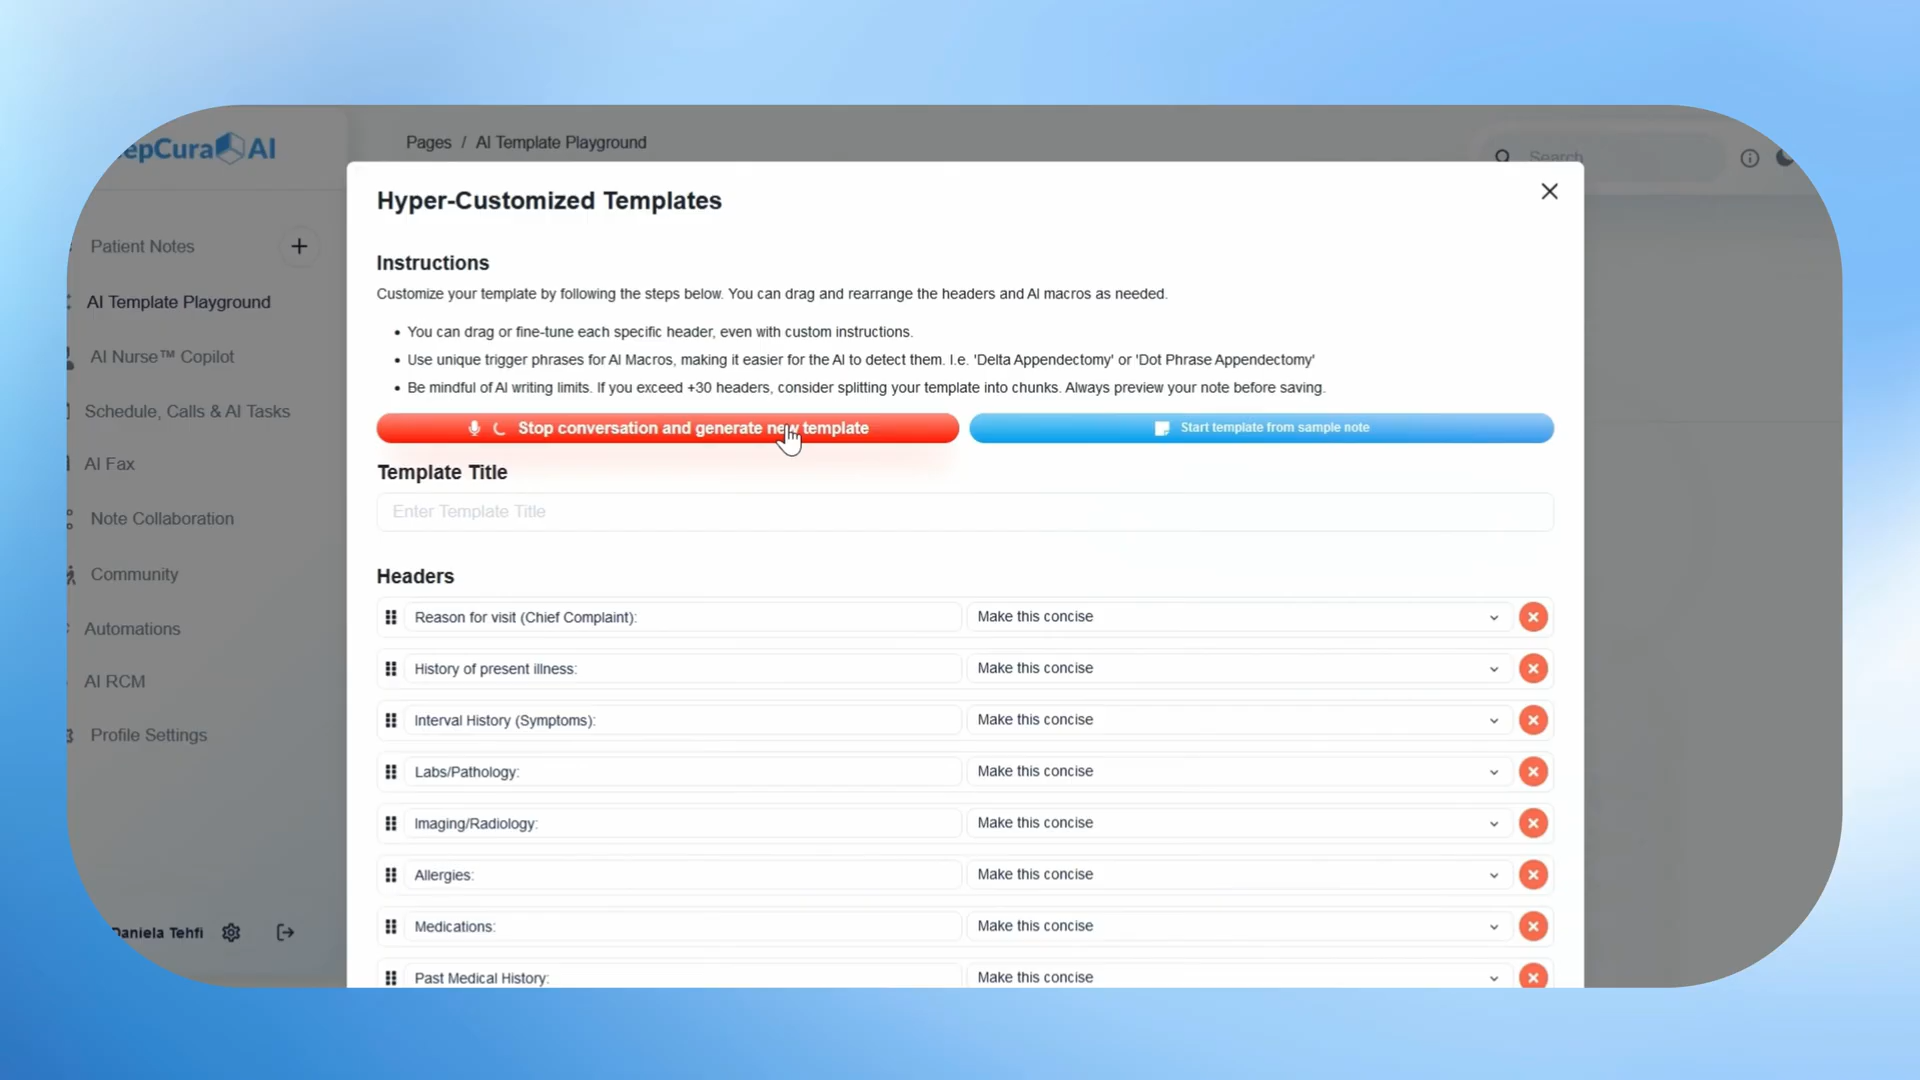 epCura AI
Pages / AI Template Playground
Search
Patient Notes
AI Template Playground
AI Nurse™ Copilot
Schedule, Calls & AI Tasks
AI Fax
Note Collaboration
Community
Automations
AI RCM
Profile Settings
Daniela Tehfi
Hyper-Customized Templates
Instructions
Customize your template by following the steps below. You can drag and rearrange the headers and AI macros as needed.
• You can drag or fine-tune each specific header, even with custom instructions.
• Use unique trigger phrases for AI Macros, making it easier for the AI to detect them. I.e. 'Delta Appendectomy' or 'Dot Phrase Appendectomy'
• Be mindful of AI writing limits. If you exceed +30 headers, consider splitting your template into chunks. Always preview your note before saving.
Stop conversation and generate new template
Start template from sample note
Template Title
Enter Template Title
Headers
Reason for visit (Chief Complaint): Make this concise
History of present illness: Make this concise
Interval History (Symptoms): Make this concise
Labs/Pathology: Make this concise
Imaging/Radiology: Make this concise
Allergies: Make this concise
Medications: Make this concise
Past Medical History: Make this concise